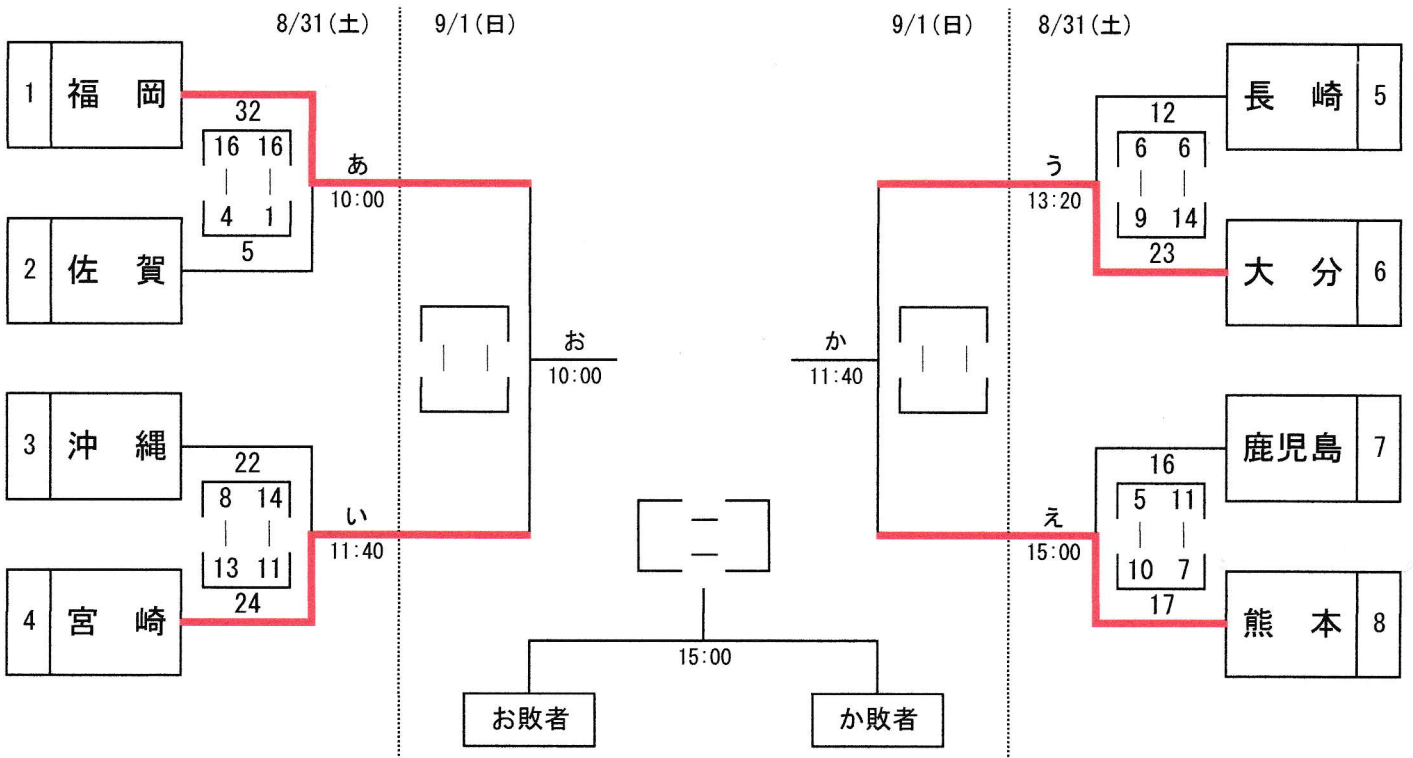 8/31(土) 9/1(日) 9/1(日) 8/31(土)
1 福岡
32
16 16
| |
4 1
5
あ
10:00
2 佐賀
3 沖縄
22
8 14
| |
13 11
24
い
11:40
4 宮崎
| |
お
10:00
か
11:40
| |
長崎 5
12
6 6
| |
9 14
23
う
13:20
大分 6
鹿児島 7
16
5 11
| |
10 7
17
え
15:00
熊本 8
—
—
15:00
お敗者 か敗者